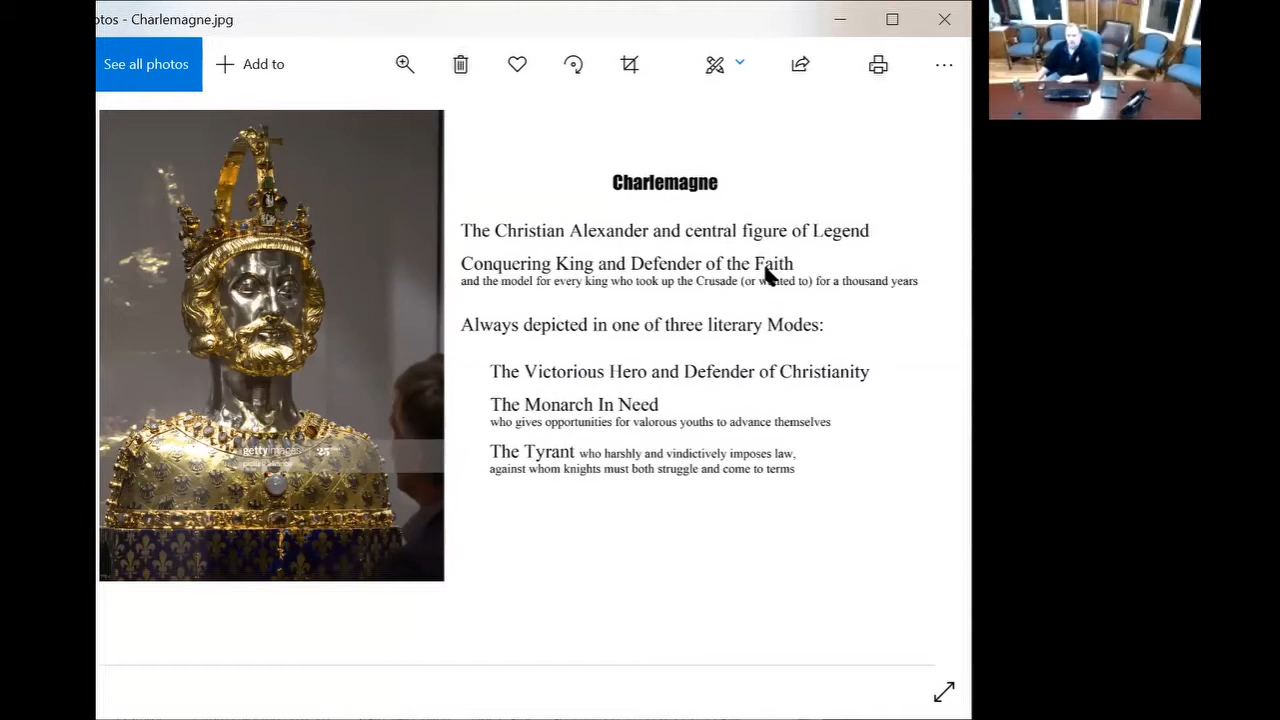 otos - Charlemagne.jpg
See all photos
Add to
Charlemagne
The Christian Alexander and central figure of Legend
Conquering King and Defender of the Faith
and the model for every king who took up the Crusade (or wanted to) for a thousand years
Always depicted in one of three literary Modes:
The Victorious Hero and Defender of Christianity
The Monarch In Need
who gives opportunities for valorous youths to advance themselves
The Tyrant who harshly and vindictively imposes law,
against whom knights must both struggle and come to terms
gettyimages